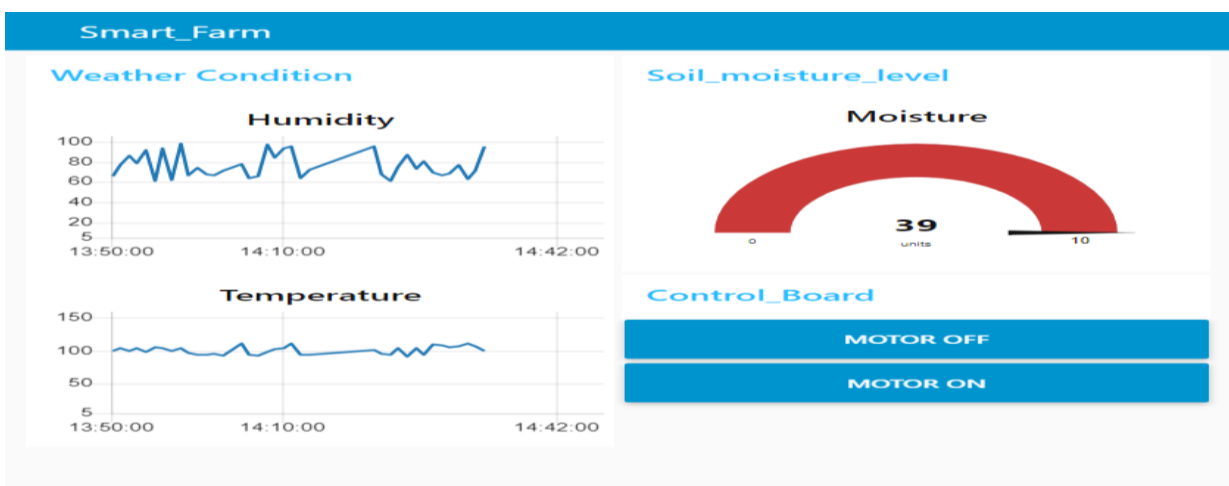 Smart_Farm
Weather Condition
Humidity
100
80
60
40
20
5
13:50:00 14:10:00 14:42:00
Temperature
150
100
50
5
13:50:00 14:10:00 14:42:00
Soil_moisture_level
Moisture
39
units
0 10
Control_Board
MOTOR OFF
MOTOR ON